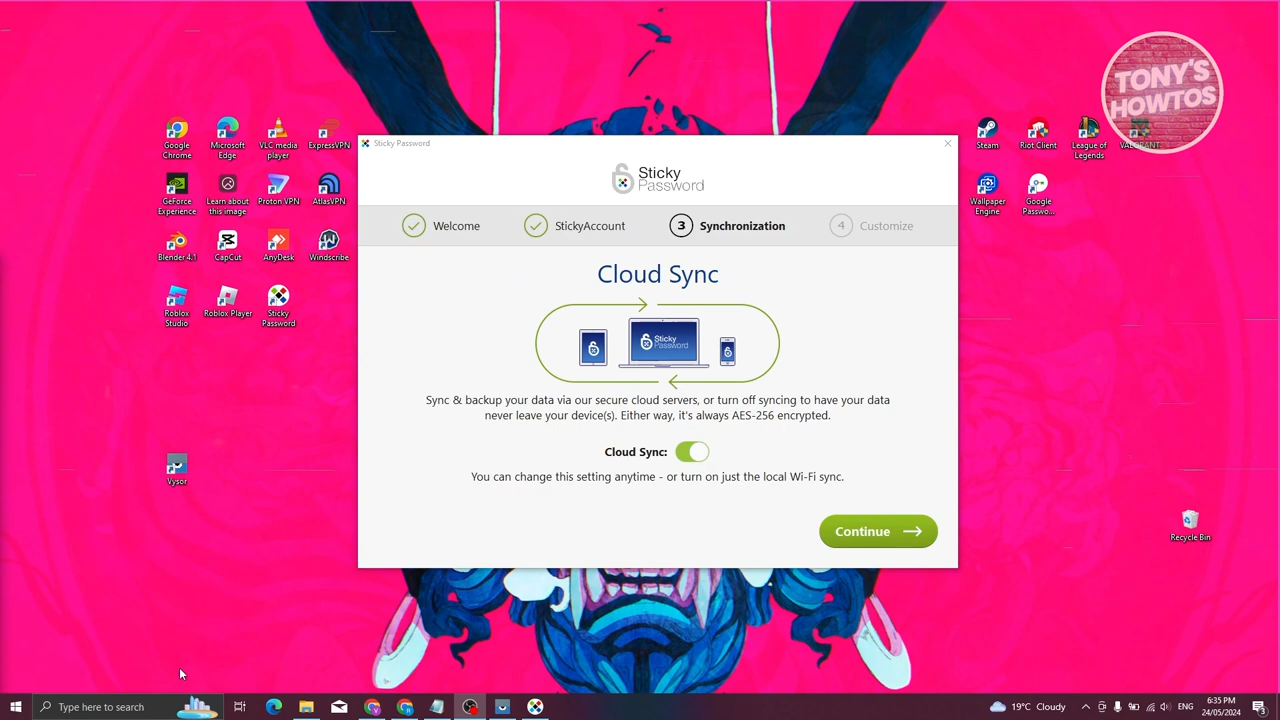 TONY'S
HOWTOS
Google Chrome
Microsoft Edge
VLC media player
ExpressVPN
Steam
Riot Client
League of Legends
VALORANT
GeForce Experience
Learn about this image
Proton VPN
AtlasVPN
Wallpaper Engine
Google Passwo...
Blender 4.1
CapCut
AnyDesk
Windscribe
Roblox Studio
Roblox Player
Sticky Password
Vysor
Recycle Bin
Sticky Password
Sticky
Password
Welcome
StickyAccount
3 Synchronization
4 Customize
Cloud Sync
Sticky
Password
Sync & backup your data via our secure cloud servers, or turn off syncing to have your data
never leave your device(s). Either way, it's always AES-256 encrypted.
Cloud Sync:
You can change this setting anytime - or turn on just the local Wi-Fi sync.
Continue
Type here to search
19°C Cloudy
ENG
6:35 PM
24/05/2024
3